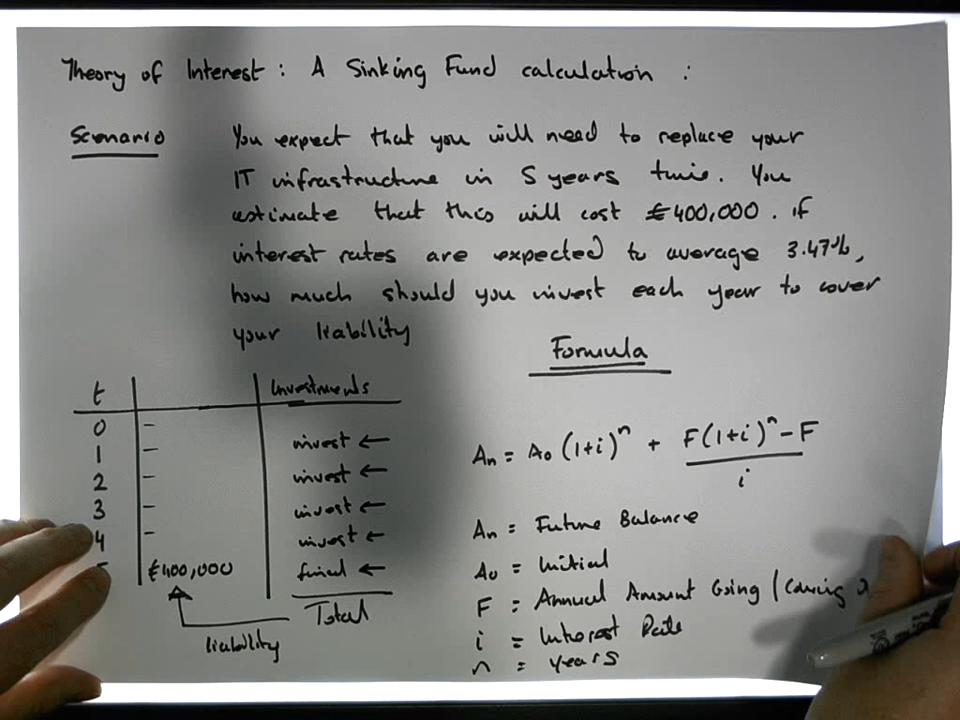 Theory of Interest : A Sinking Fund calculation :
Scenario
You expect that you will need to replace your
IT infrastructure in 5 years time. You
estimate that this will cost €400,000. if
interest rates are expected to average 3.47%,
how much should you invest each year to cover
your liability
Formula
t Investments
0 -
1 - invest ←
2 - invest ←
3 - invest ←
4 - invest ←
€400,000 final ←
Total
liability
An = A0 (1+i)^n + F(1+i)^n - F
i
An = Future Balance
A0 = Initial
F = Annual Amount Going /
i = Interest Rate
n = years